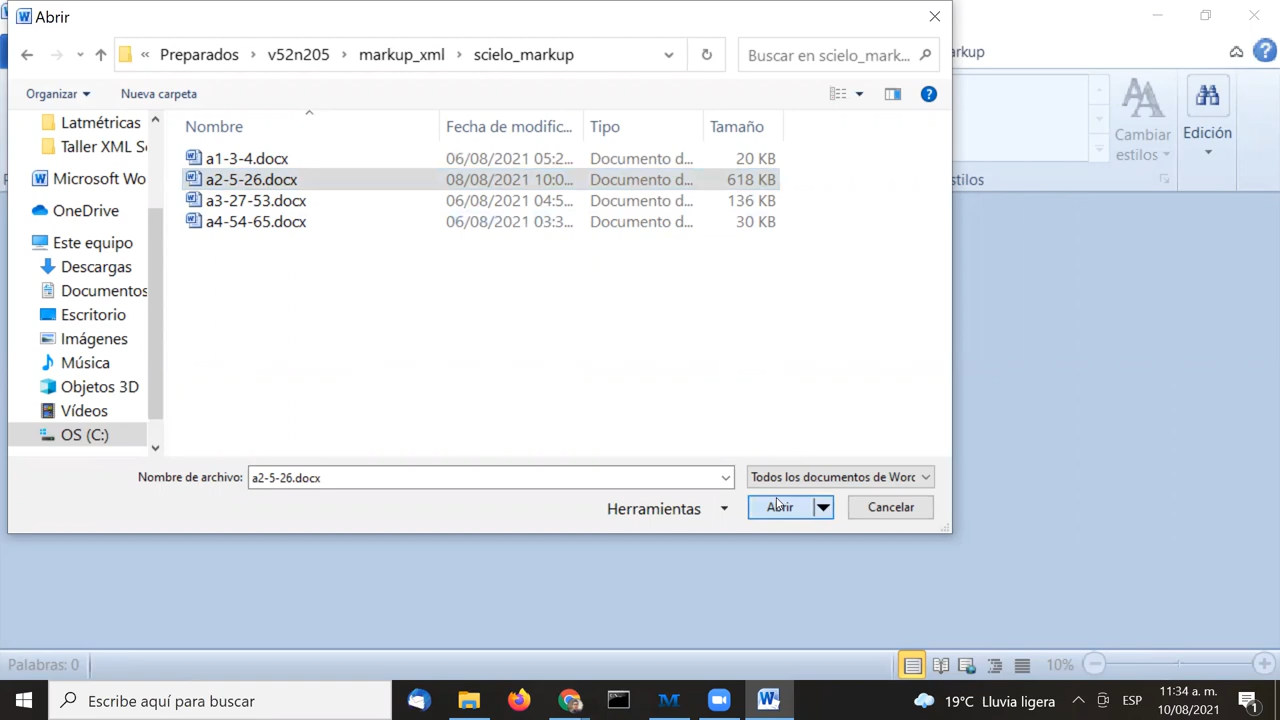 Abrir
« Preparados › v52n205 › markup_xml › scielo_markup
Buscar en scielo_mark...
arkup
Organizar
Nueva carpeta
Latmétricas
Taller XML S
Microsoft Wo
OneDrive
Este equipo
Descargas
Documentos
Escritorio
Imágenes
Música
Objetos 3D
Vídeos
OS (C:)
Nombre
Fecha de modific...
Tipo
Tamaño
a1-3-4.docx 06/08/2021 05:2... Documento d... 20 KB
a2-5-26.docx 08/08/2021 10:0... Documento d... 618 KB
a3-27-53.docx 06/08/2021 04:5... Documento d... 136 KB
a4-54-65.docx 06/08/2021 03:3... Documento d... 30 KB
Cambiar
estilos
Edición
stilos
Nombre de archivo: a2-5-26.docx
Todos los documentos de Word
Herramientas
Abrir
Cancelar
Palabras: 0
10%
Escribe aquí para buscar
19°C Lluvia ligera
ESP
11:34 a. m.
10/08/2021
1